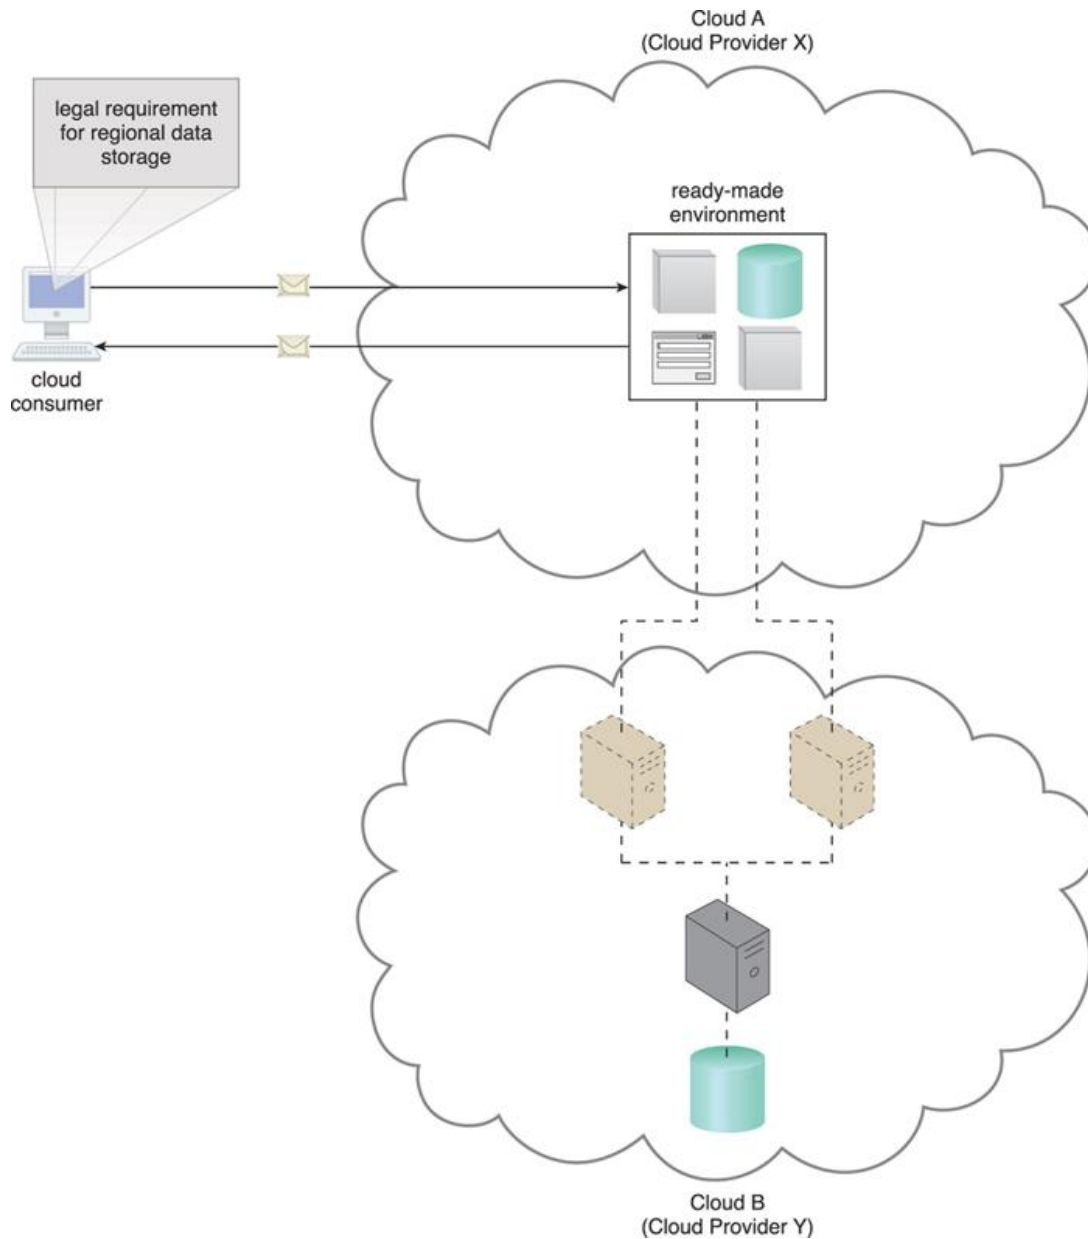 Cloud A
(Cloud Provider X)
legal requirement
for regional data
storage
ready-made
environment
cloud
consumer
Cloud B
(Cloud Provider Y)